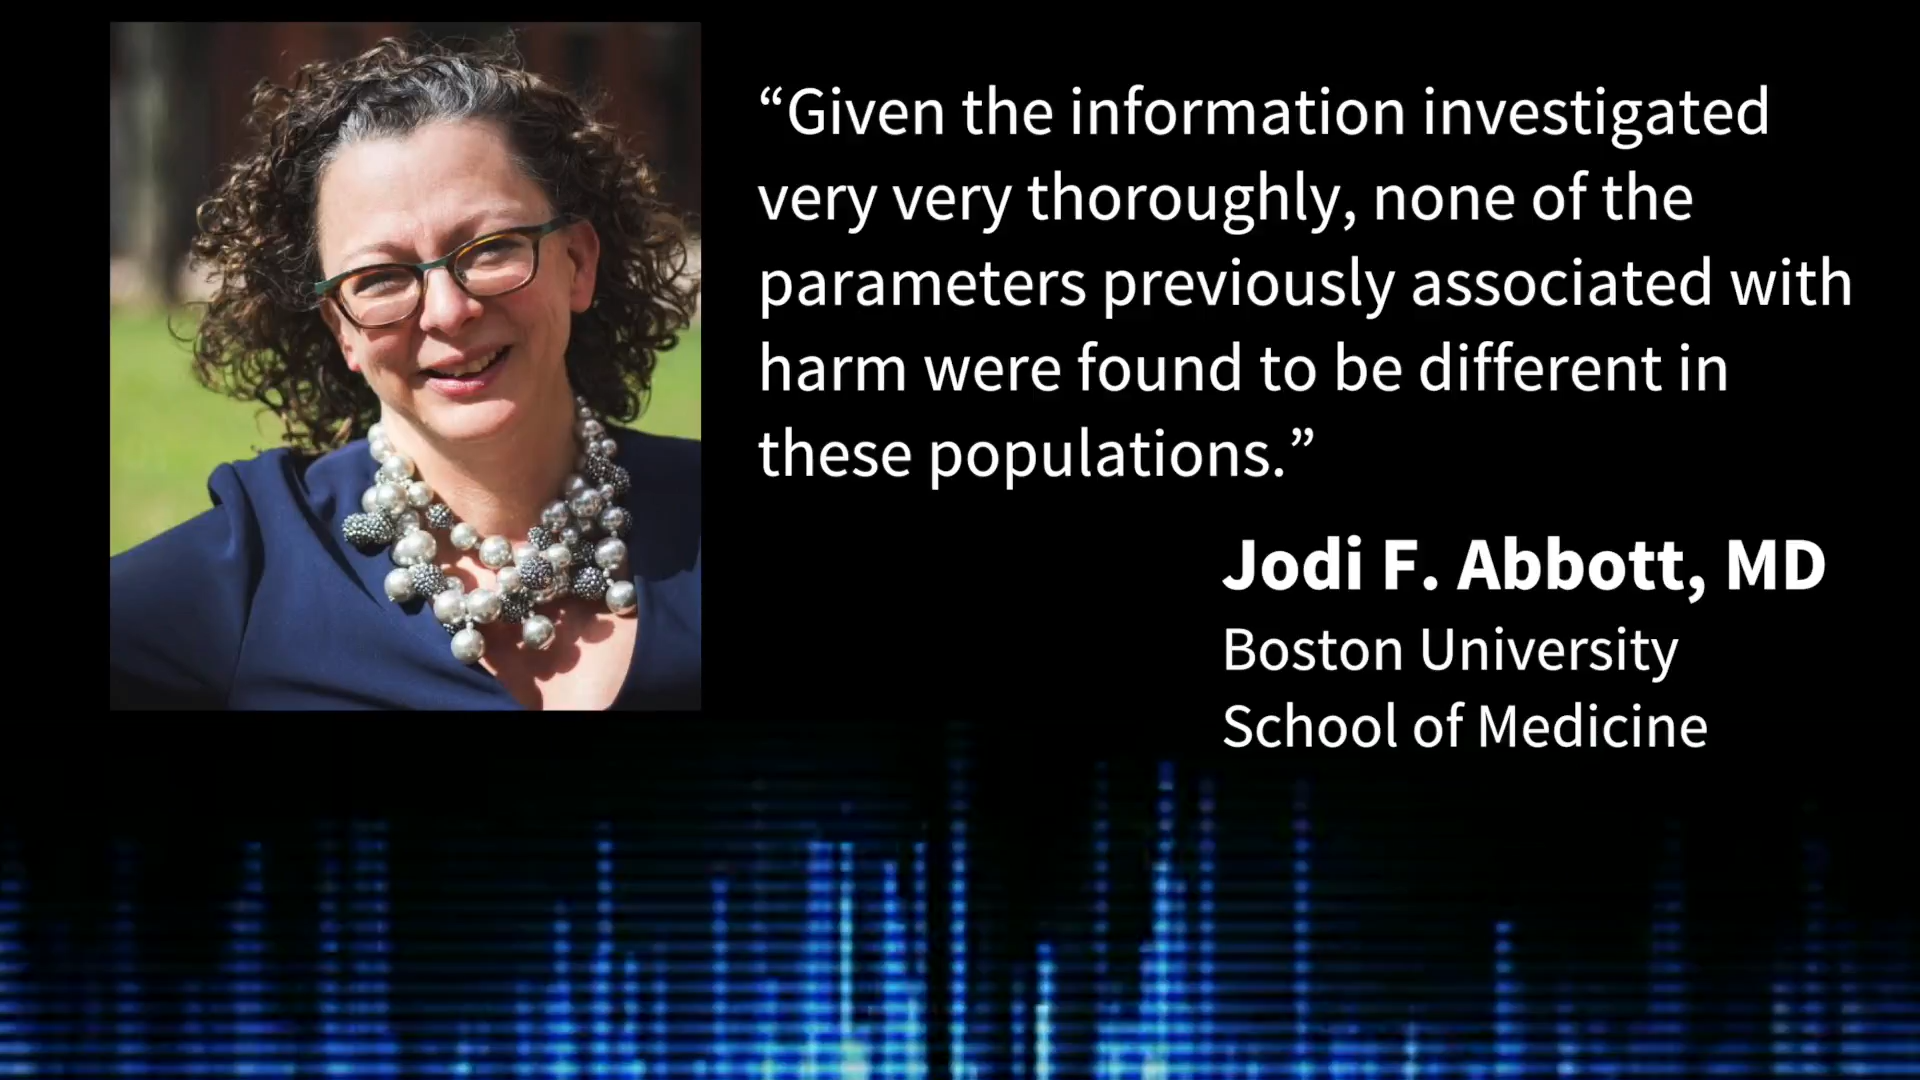 “Given the information investigated
very very thoroughly, none of the
parameters previously associated with
harm were found to be different in
these populations.”
Jodi F. Abbott, MD
Boston University
School of Medicine